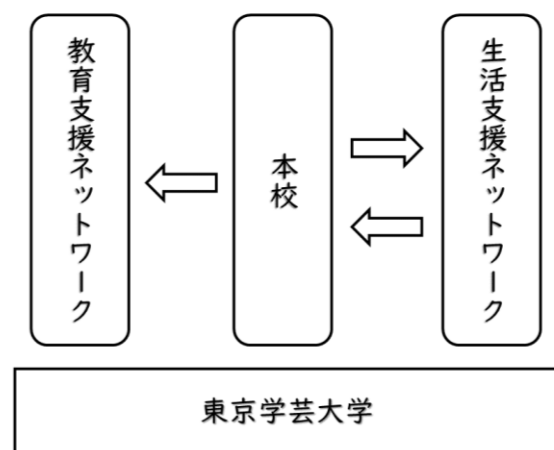 教育支援ネットワーク
本校
生活支援ネットワーク
東京学芸大学